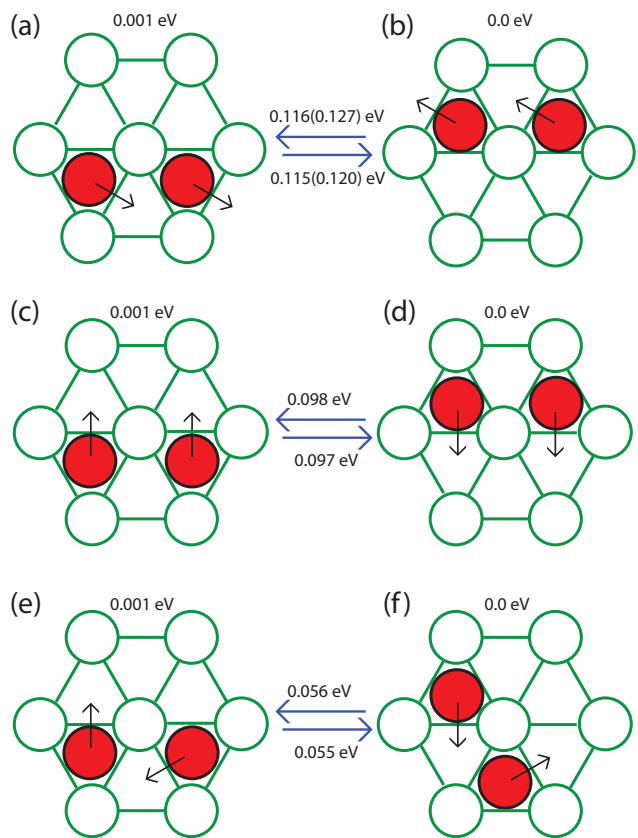 (a) 0.001 eV
(b) 0.0 eV
0.116(0.127) eV
0.115(0.120) eV
(c) 0.001 eV
(d) 0.0 eV
0.098 eV
0.097 eV
(e) 0.001 eV
(f) 0.0 eV
0.056 eV
0.055 eV